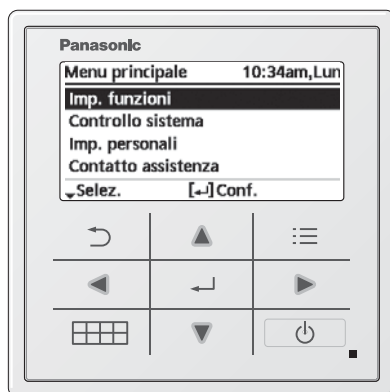 Panasonic
Menu principale 10:34am,Lun
Imp. funzioni
Controllo sistema
Imp. personali
Contatto assistenza
Selez. [↵]Conf.